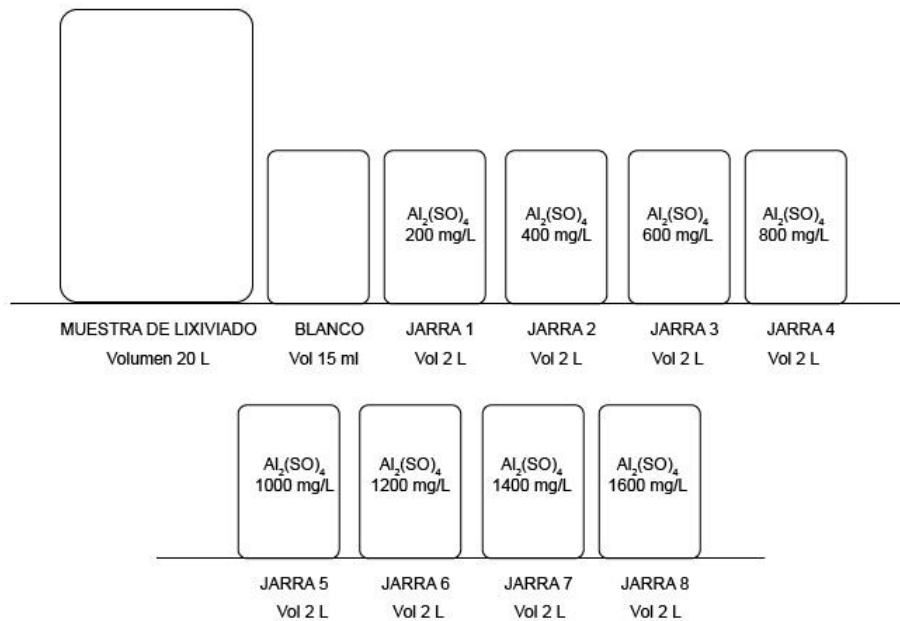 Al₂(SO)₄ Al₂(SO)₄ Al₂(SO)₄ Al₂(SO)₄
200 mg/L 400 mg/L 600 mg/L 800 mg/L
MUESTRA DE LIXIVIADO BLANCO JARRA 1 JARRA 2 JARRA 3 JARRA 4
Volumen 20 L Vol 15 ml Vol 2 L Vol 2 L Vol 2 L Vol 2 L
Al₂(SO)₄ Al₂(SO)₄ Al₂(SO)₄ Al₂(SO)₄
1000 mg/L 1200 mg/L 1400 mg/L 1600 mg/L
JARRA 5 JARRA 6 JARRA 7 JARRA 8
Vol 2 L Vol 2 L Vol 2 L Vol 2 L